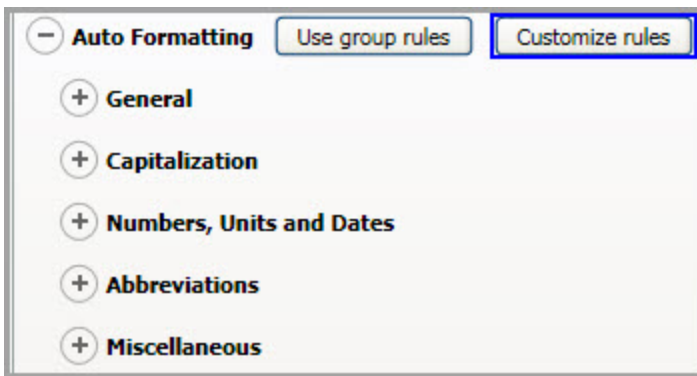 Auto Formatting Use group rules Customize rules
General
Capitalization
Numbers, Units and Dates
Abbreviations
Miscellaneous